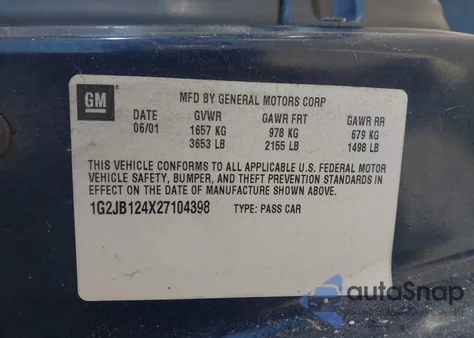 GM
MFD BY GENERAL MOTORS CORP
DATE GVWR GAWR FRT GAWR RR
06/01 1657 KG 978 KG 679 KG
3653 LB 2155 LB 1498 LB
THIS VEHICLE CONFORMS TO ALL APPLICABLE U.S. FEDERAL MOTOR
VEHICLE SAFETY, BUMPER, AND THEFT PREVENTION STANDARDS IN
EFFECT ON THE DATE OF MANUFACTURE SHOWN ABOVE.
1G2JB124X27104398 TYPE: PASS CAR
autoSnap